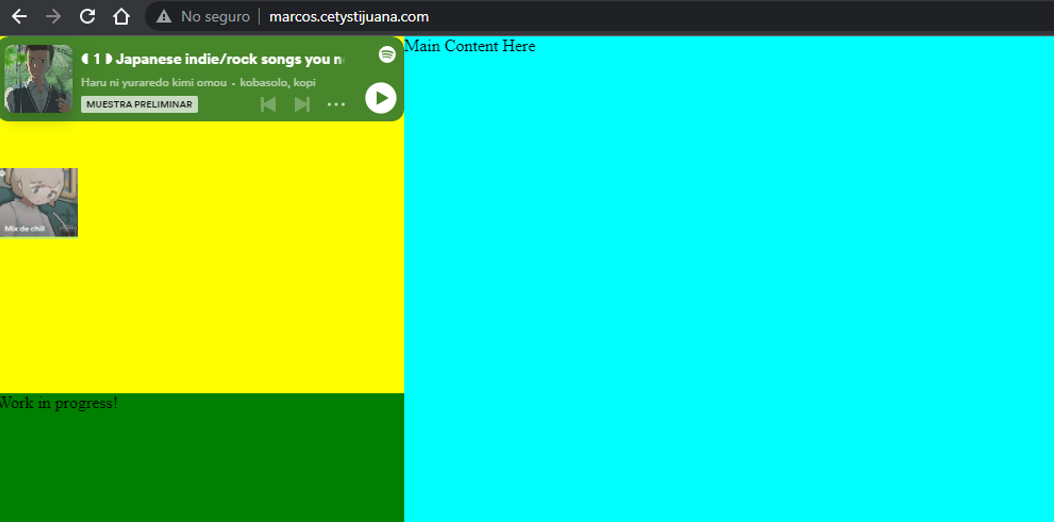 No seguro
marcos.cetystijuana.com
( 1 ) Japanese indie/rock songs you n
Haru ni yuraredo kimi omou • kobasolo, kopi
MUESTRA PRELIMINAR
Main Content Here
Mix de chill
Work in progress!